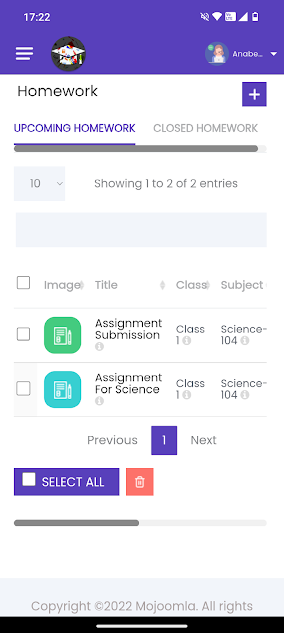 17:22
Anabe...
Homework
+
UPCOMING HOMEWORK CLOSED HOMEWORK
10 Showing 1 to 2 of 2 entries
Image Title Class Subject
Assignment Submission Class 1 Science-104
Assignment For Science Class 1 Science-104
Previous 1 Next
SELECT ALL
Copyright ©2022 Mojoomla. All rights